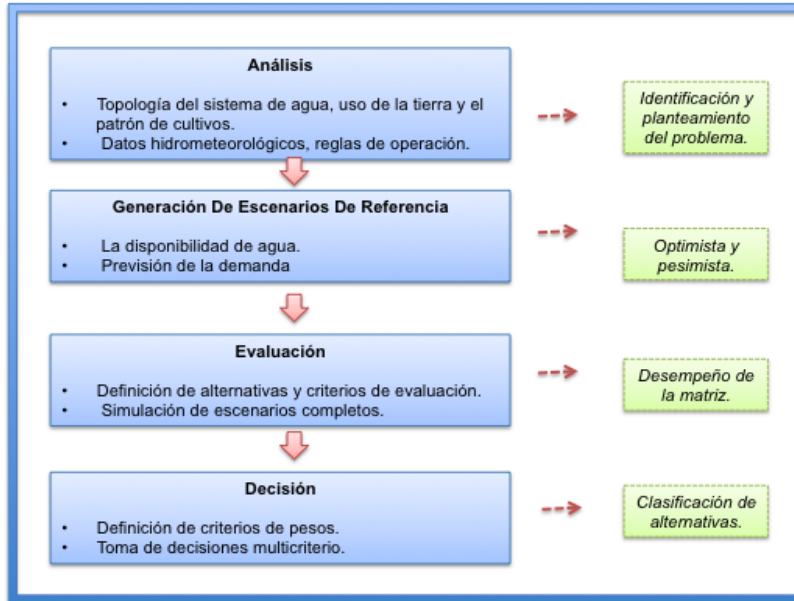 Análisis
• Topología del sistema de agua, uso de la tierra y el
patrón de cultivos.
• Datos hidrometeorológicos, reglas de operación.
Identificación y
planteamiento
del problema.
Generación De Escenarios De Referencia
• La disponibilidad de agua.
• Previsión de la demanda
Optimista y
pesimista.
Evaluación
• Definición de alternativas y criterios de evaluación.
• Simulación de escenarios completos.
Desempeño de
la matriz.
Decisión
• Definición de criterios de pesos.
• Toma de decisiones multicriterio.
Clasificación de
alternativas.